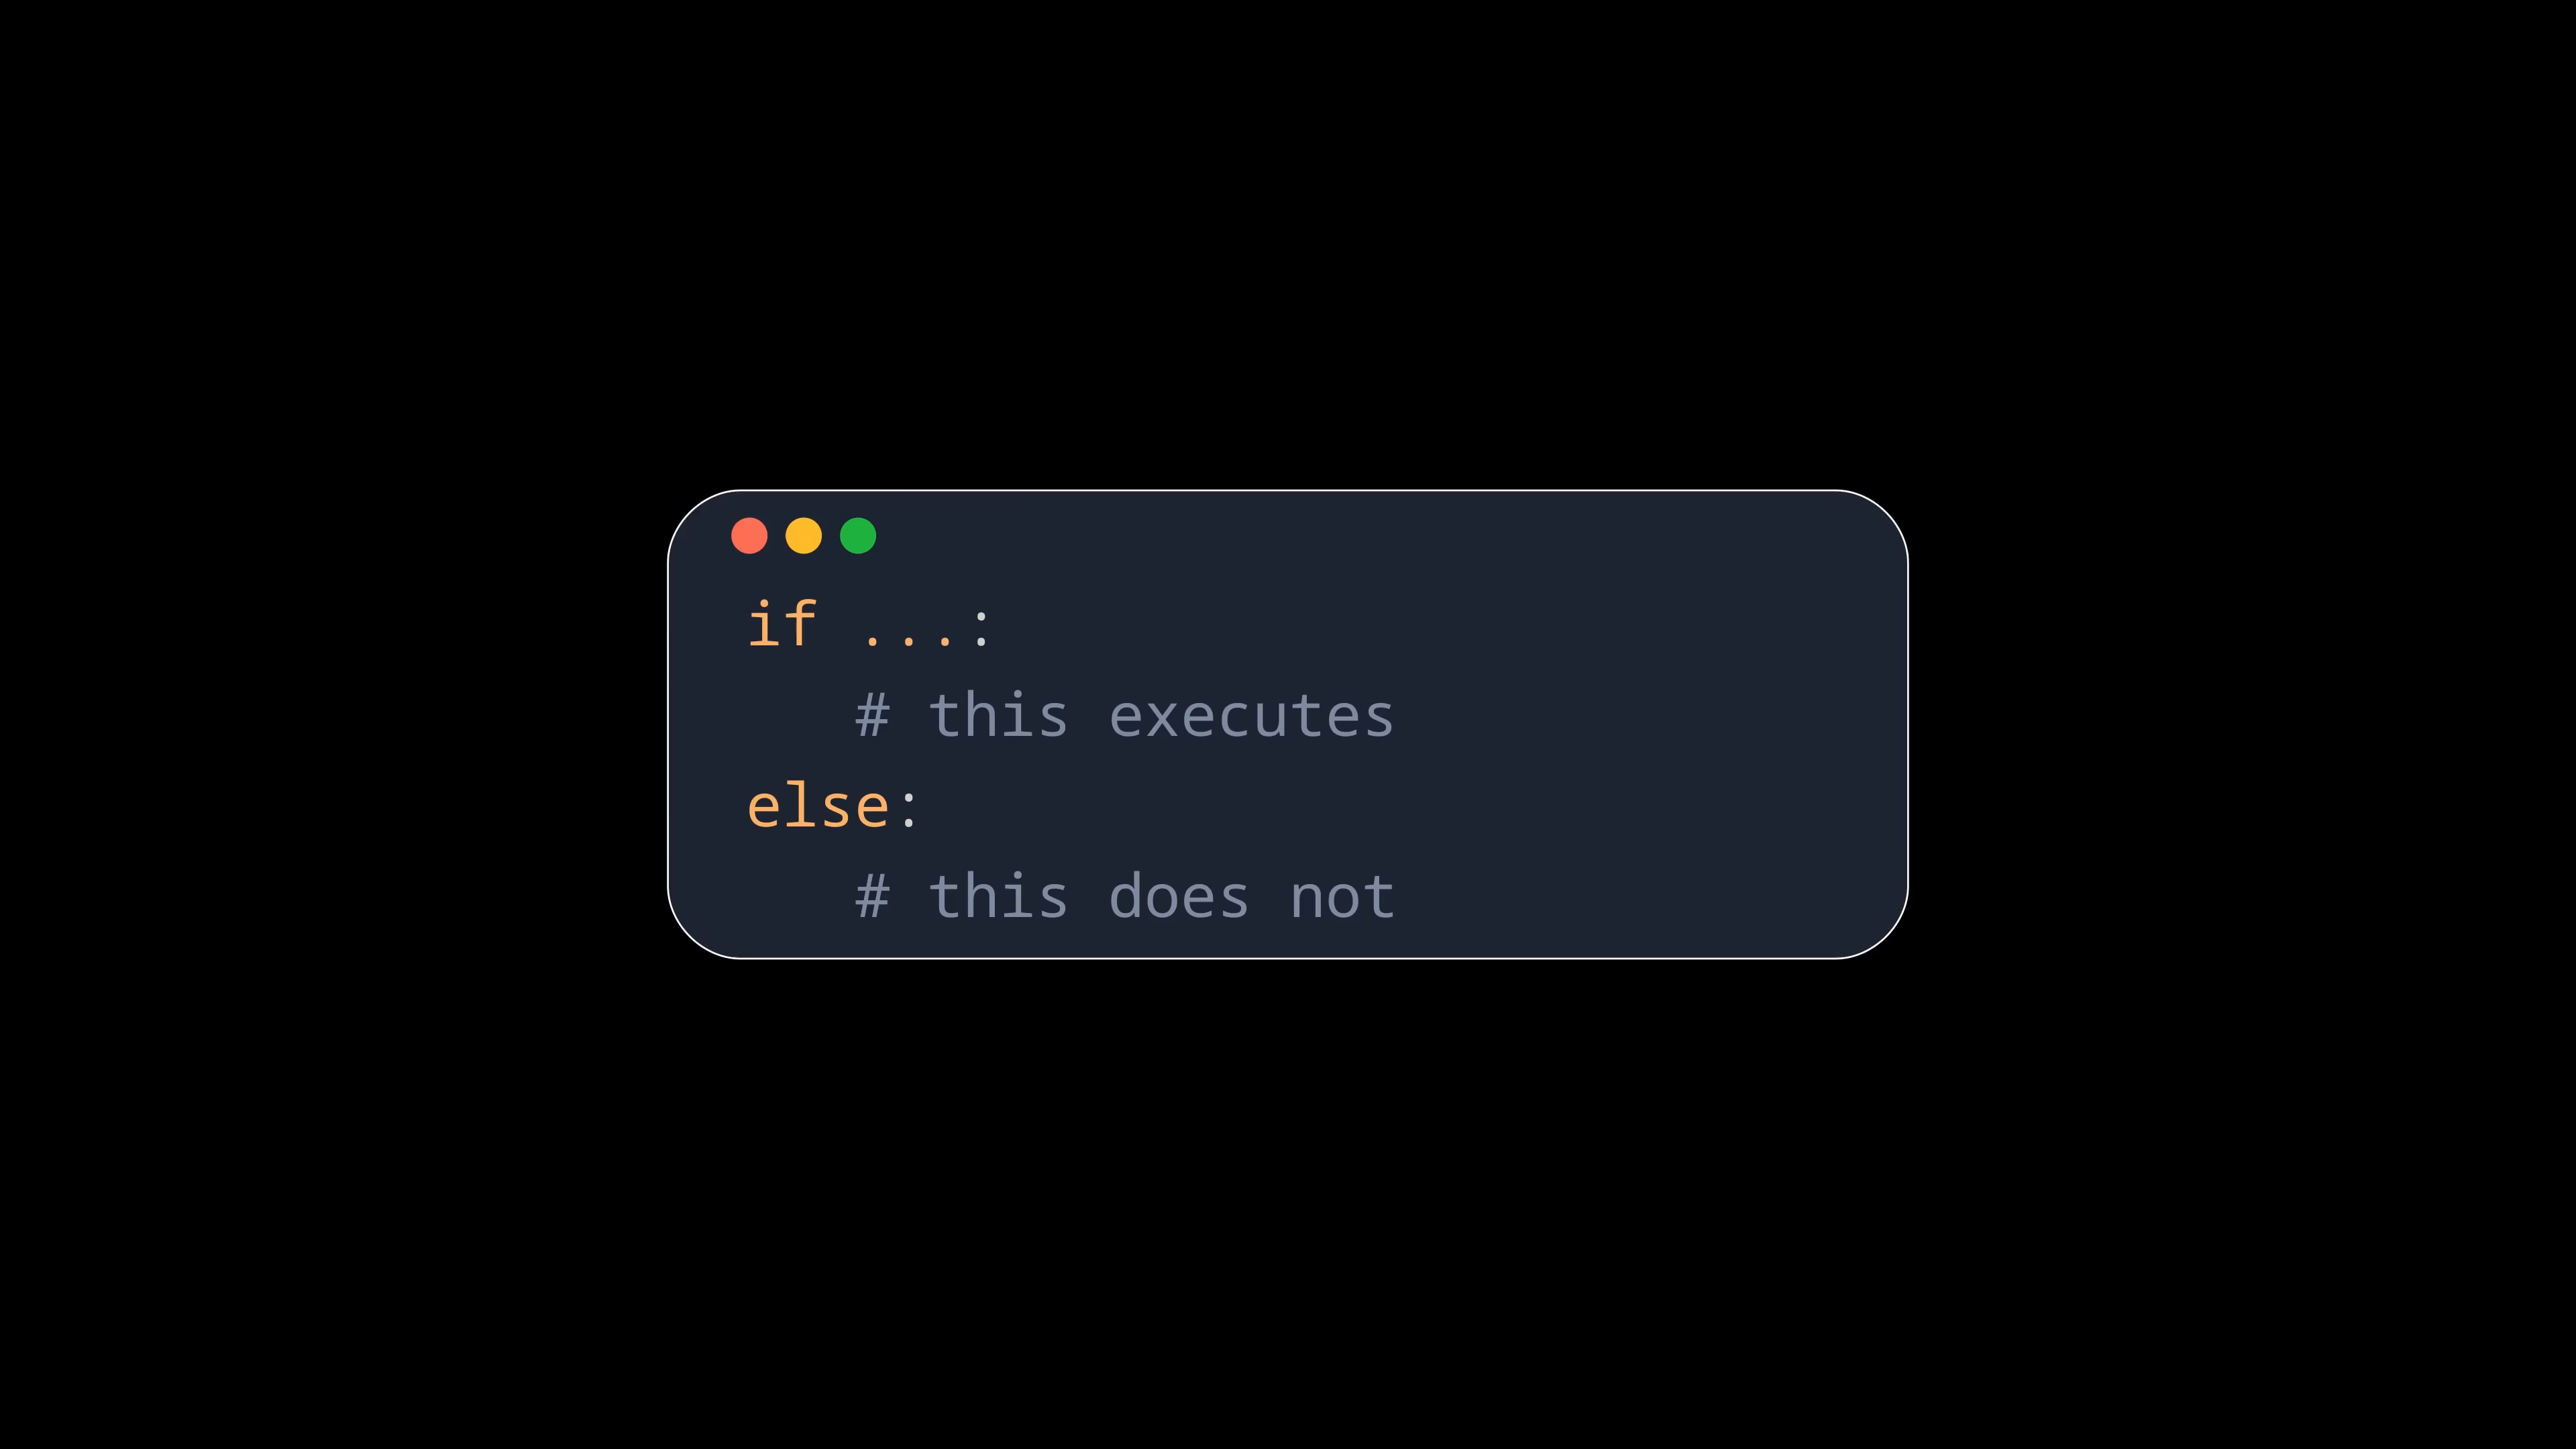 if ...:
   # this executes
else:
   # this does not